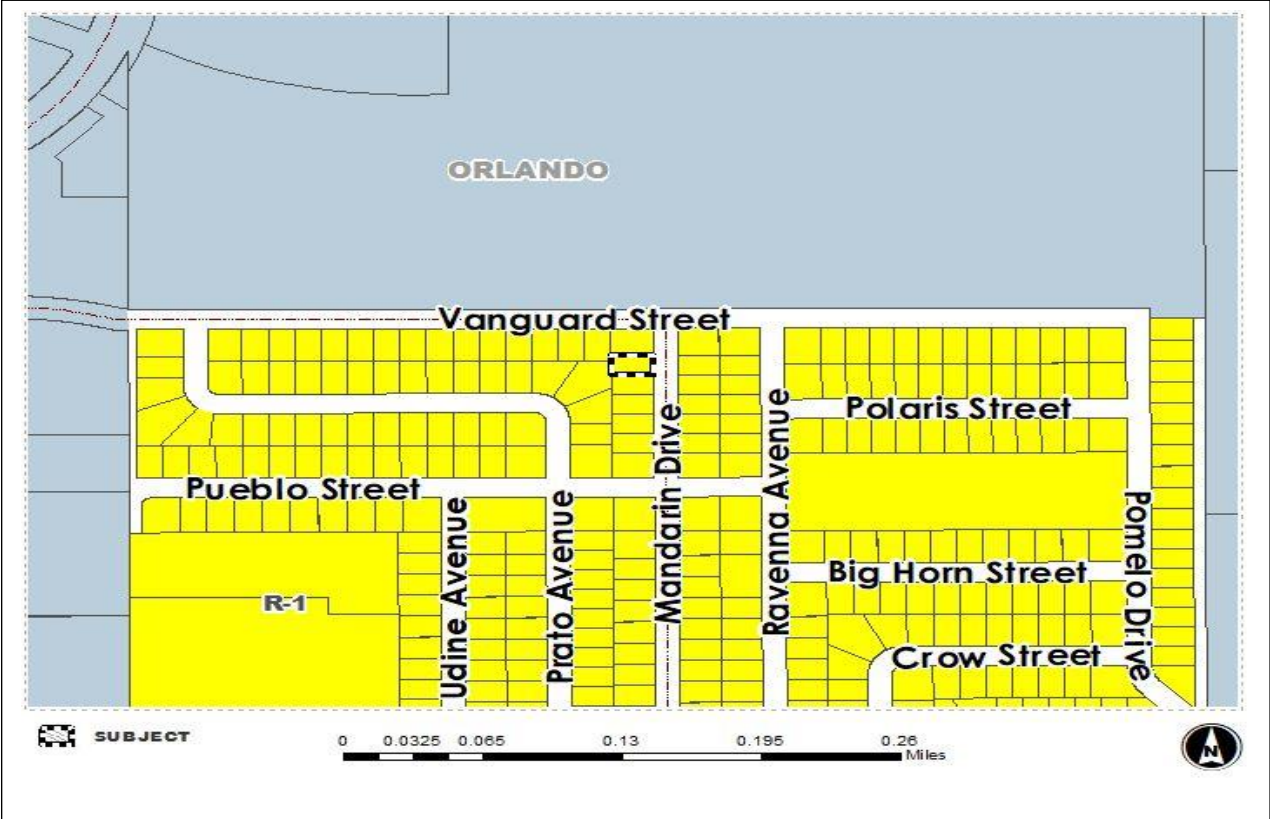 ORLANDO
Vanguard Street
Polaris Street
Mandarin Drive
Ravenna Avenue
Pueblo Street
Udine Avenue
Prato Avenue
Pomelo Drive
Big Horn Street
R-1
Crow Street
SUBJECT
0 0.0325 0.065 0.13 0.195 0.26
Miles
N